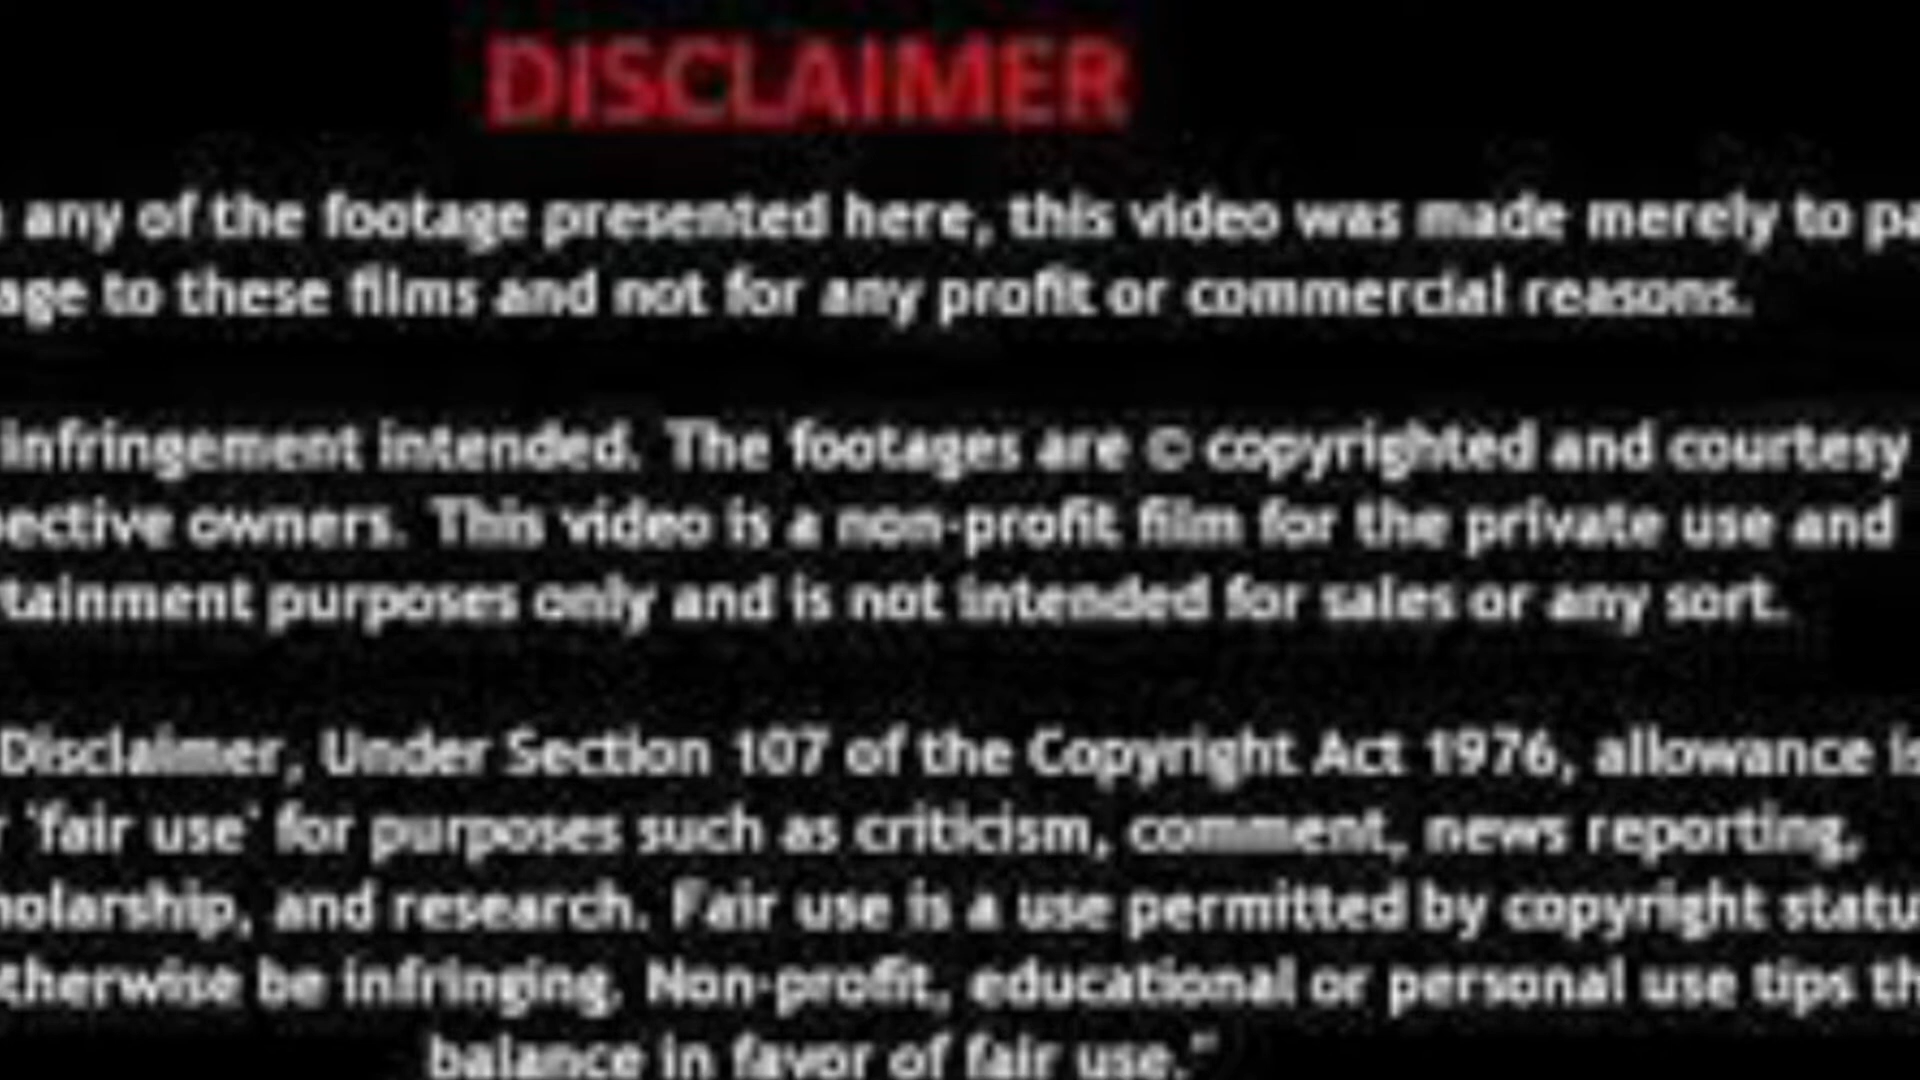 DISCLAIMER
any of the footage presented here, this video was made merely to pa
age to these films and not for any profit or commercial reasons.
infringement intended. The footages are © copyrighted and courtesy
ective owners. This video is a non-profit film for the private use and
tainment purposes only and is not intended for sales or any sort.
Disclaimer, Under Section 107 of the Copyright Act 1976, allowance is
r 'fair use' for purposes such as criticism, comment, news reporting,
holarship, and research. Fair use is a use permitted by copyright statu
therwise be infringing. Non-profit, educational or personal use tips th
balance in favor of fair use."